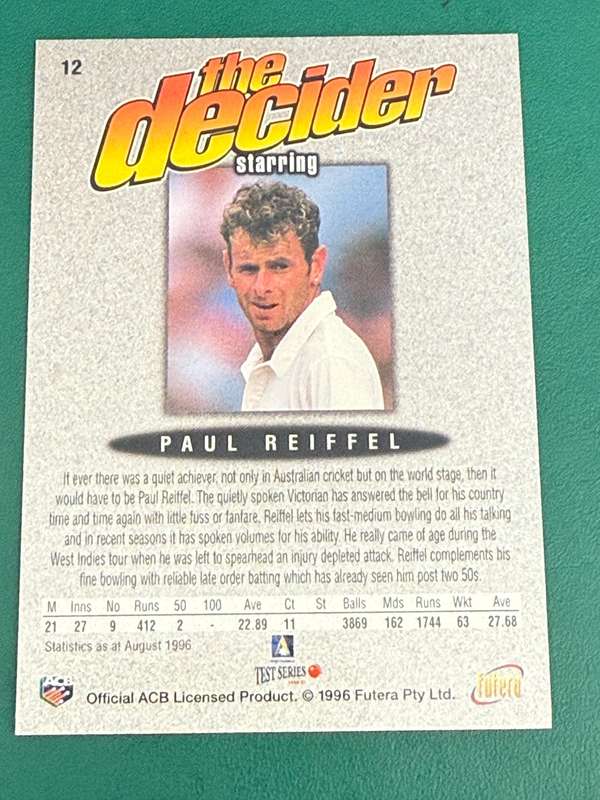 12
the
decider
starring
PAUL REIFFEL
If ever there was a quiet achiever, not only in Australian cricket but on the world stage, then it
would have to be Paul Reiffel. The quietly spoken Victorian has answered the bell for his country
time and time again with little fuss or fanfare. Reiffel lets his fast-medium bowling do all his talking
and in recent seasons it has spoken volumes for his ability. He really came of age during the
West Indies tour when he was left to spearhead an injury depleted attack. Reiffel complements his
fine bowling with reliable late order batting which has already seen him post two 50s.
M Inns No Runs 50 100 Ave Ct St Balls Mds Runs Wkt Ave
21 27 9 412 2 - 22.89 11 3869 162 1744 63 27.68
Statistics as at August 1996
TEST SERIES
ACB
Official ACB Licensed Product. © 1996 Futera Pty Ltd.
futera